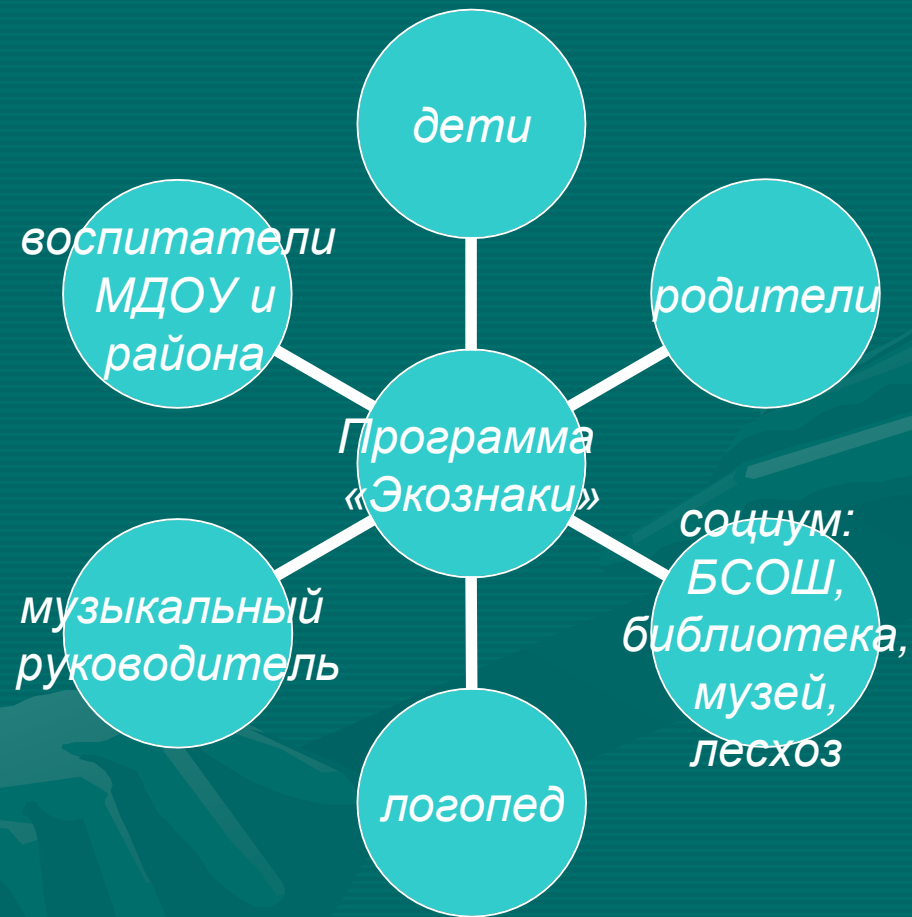 дети
воспитатели
МДОУ и
района
родители
Программа
«Экознаки»
социум:
БСОШ,
библиотека,
музей,
лесхоз
музыкальный
руководитель
логопед